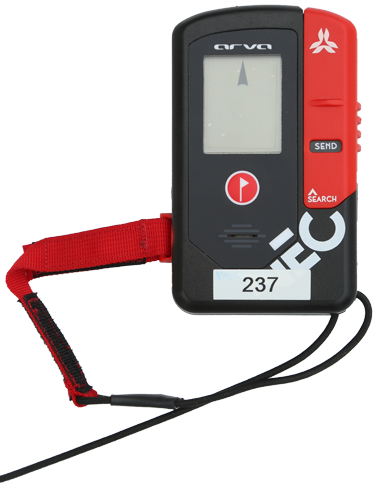 arva
SEND
SEARCH
EC
237